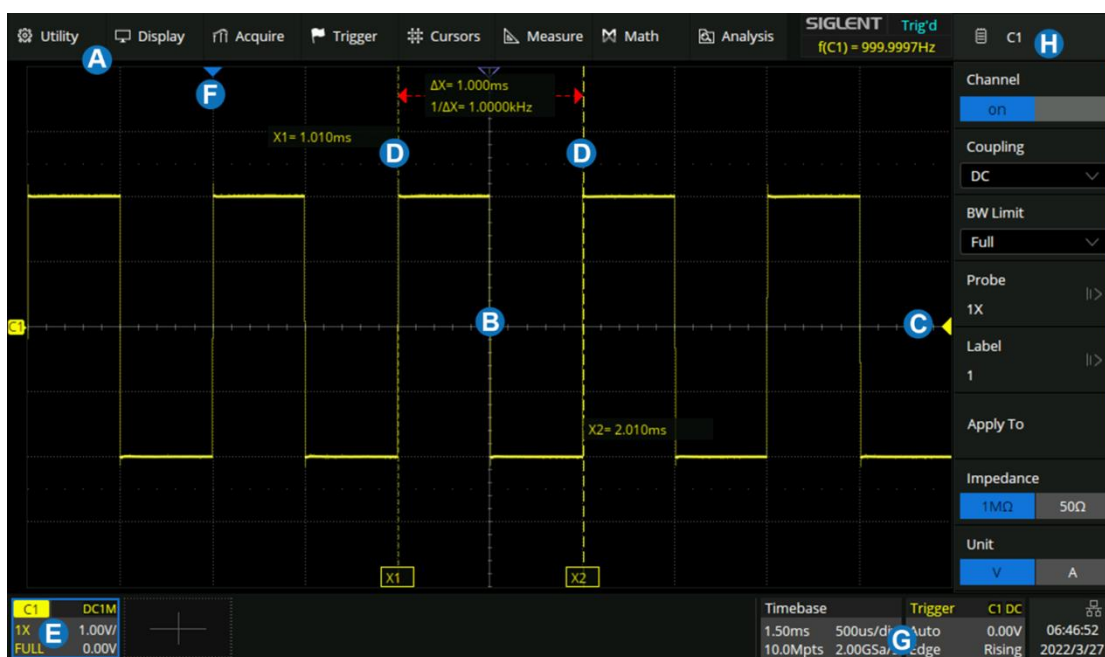 Utility Display Acquire Trigger Cursors Measure Math Analysis
SIGLENT Trig'd
f(C1) = 999.9997Hz
C1
H
A
F
ΔX= 1.000ms
1/ΔX= 1.0000kHz
X1= 1.010ms
D
D
Channel
on
Coupling
DC
BW Limit
Full
Probe
1X
C1
B
C
Label
1
X2= 2.010ms
Apply To
Impedance
1MΩ 50Ω
Unit
V A
X1
X2
C1 DC1M
1X 1.00V/
FULL 0.00V
E
Timebase
1.50ms 500us/di
10.0Mpts 2.00GSa/
G
Trigger C1 DC
Auto 0.00V
Edge Rising
06:46:52
2022/3/27